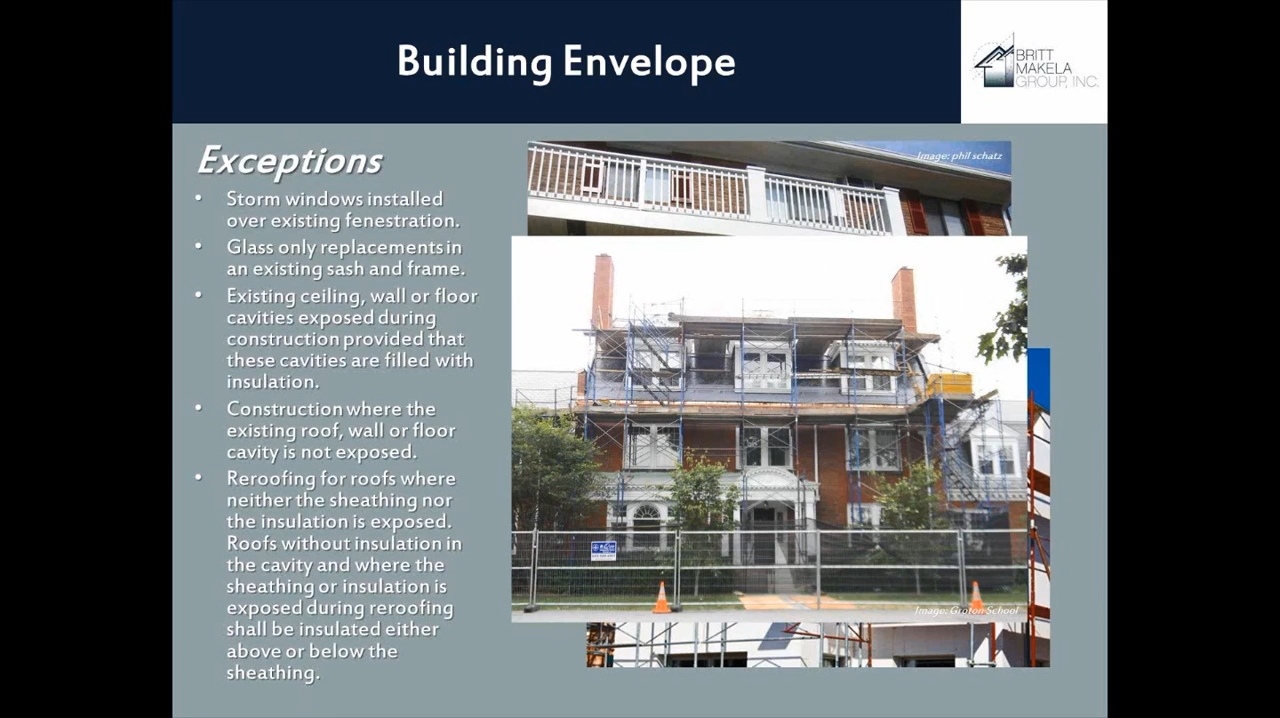 Building Envelope
BRITT
MAKELA
GROUP, INC.
Exceptions
• Storm windows installed
over existing fenestration.
• Glass only replacements in
an existing sash and frame.
• Existing ceiling, wall or floor
cavities exposed during
construction provided that
these cavities are filled with
insulation.
• Construction where the
existing roof, wall or floor
cavity is not exposed.
• Reroofing for roofs where
neither the sheathing nor
the insulation is exposed.
Roofs without insulation in
the cavity and where the
sheathing or insulation is
exposed during reroofing
shall be insulated either
above or below the
sheathing.
Image: phil schatz
Image: Groton School